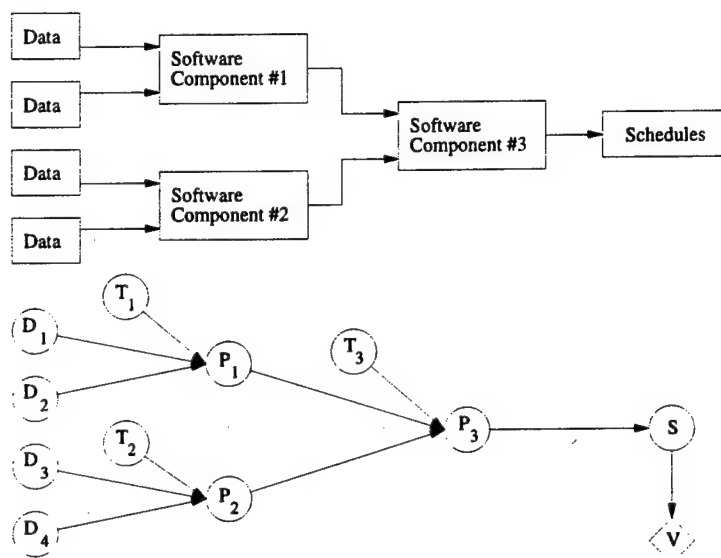 Data
Software
Component #1
Data
Software
Component #3
Schedules
Data
Software
Component #2
Data
T1
D1
P1
T3
D2
P3
S
T2
D3
P2
D4
V